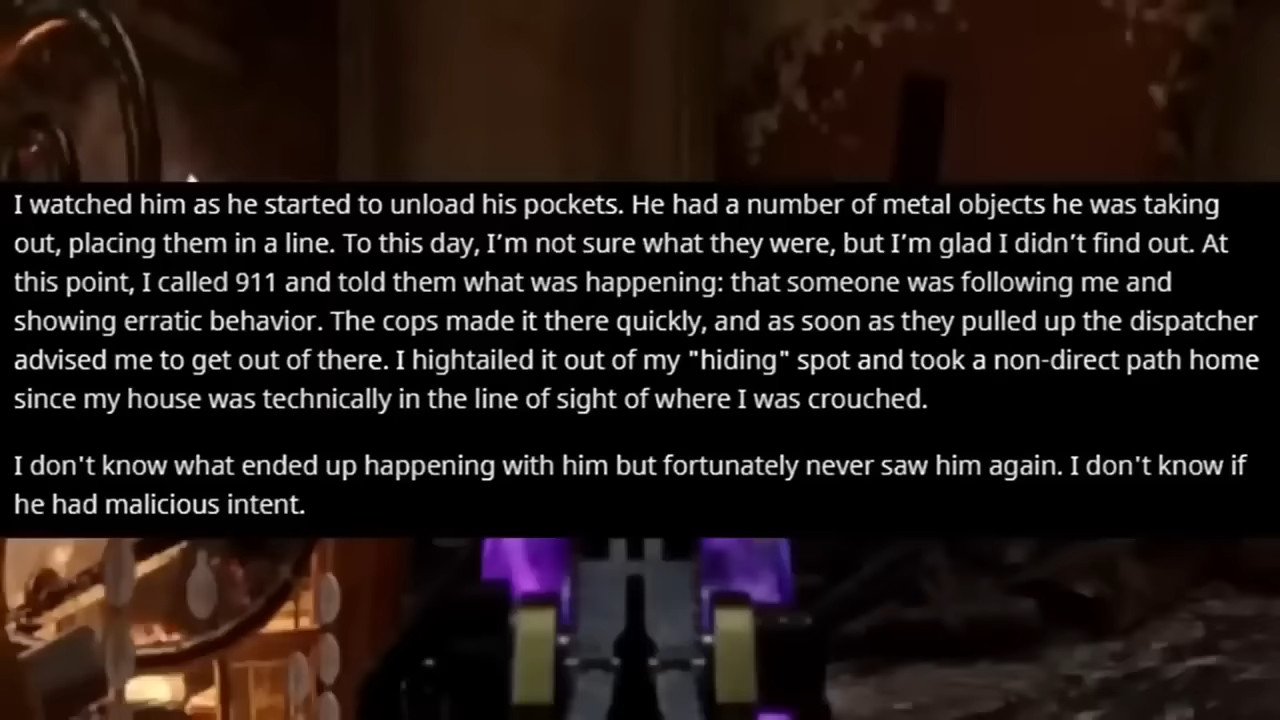 I watched him as he started to unload his pockets. He had a number of metal objects he was taking
out, placing them in a line. To this day, I’m not sure what they were, but I’m glad I didn’t find out. At
this point, I called 911 and told them what was happening: that someone was following me and
showing erratic behavior. The cops made it there quickly, and as soon as they pulled up the dispatcher
advised me to get out of there. I hightailed it out of my "hiding" spot and took a non-direct path home
since my house was technically in the line of sight of where I was crouched.
I don't know what ended up happening with him but fortunately never saw him again. I don't know if
he had malicious intent.